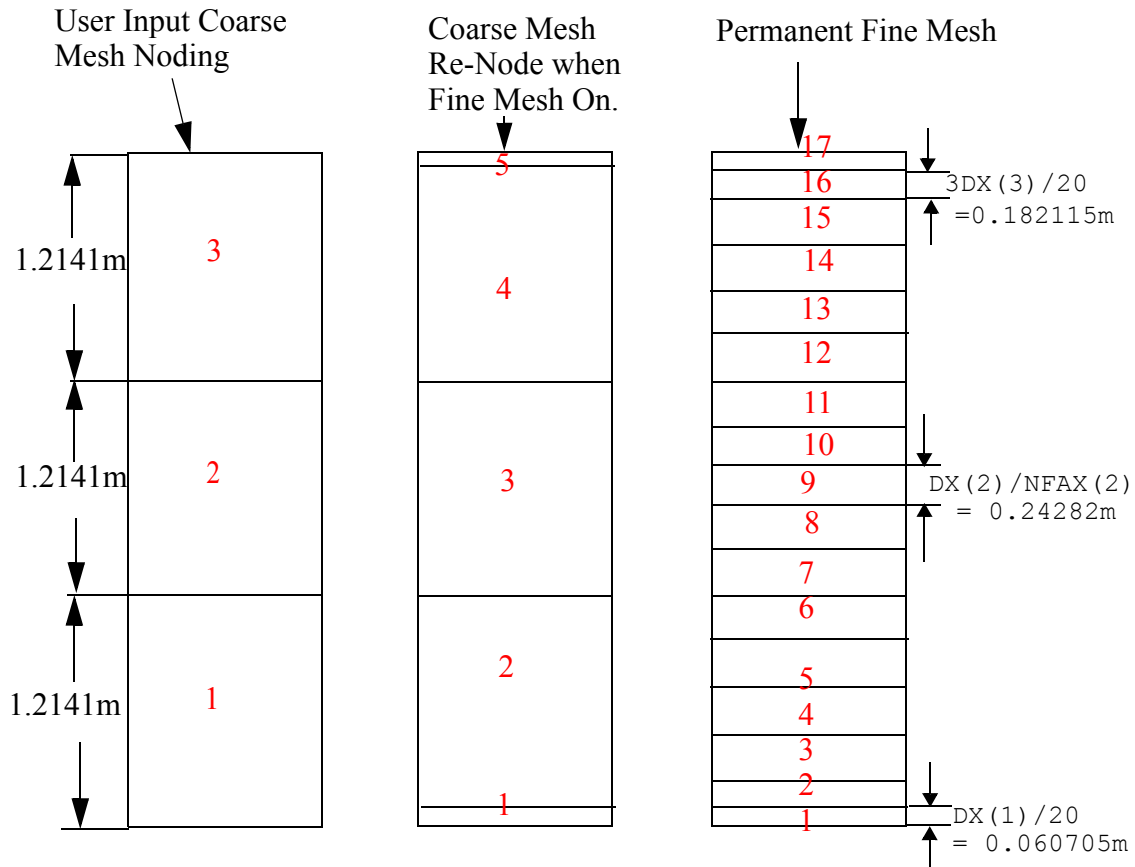 User Input Coarse
Mesh Noding
1.2141m
1.2141m
1.2141m
3
2
1
Coarse Mesh
Re-Node when
Fine Mesh On.
5
4
3
2
1
Permanent Fine Mesh
17
16
15
14
13
12
11
10
9
8
7
6
5
4
3
2
1
3DX(3)/20
=0.182115m
DX(2)/NFAX(2)
= 0.24282m
DX(1)/20
= 0.060705m